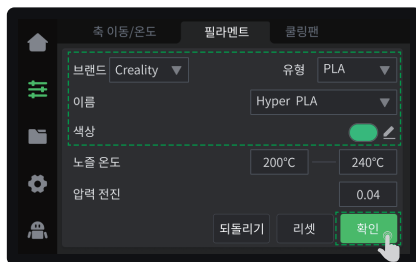 축 이동/온도 필라멘트 쿨링팬
브랜드 Creality 유형 PLA
이름 Hyper PLA
색상
노즐 온도 200°C 240°C
압력 전진 0.04
되돌리기 리셋 확인